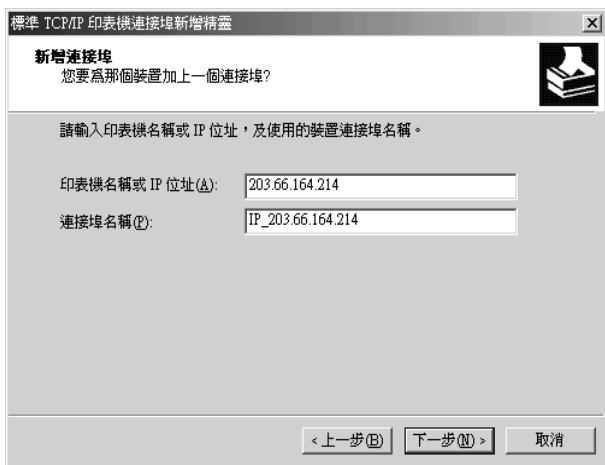 標準 TCP/IP 印表機連接埠新增精靈
新增連接埠
您要為那個裝置加上一個連接埠?
請輸入印表機名稱或 IP 位址，及使用的裝置連接埠名稱。
印表機名稱或 IP 位址(A): 203.66.164.214
連接埠名稱(P): IP_203.66.164.214
<上一步(B) 下一步(N)> 取消